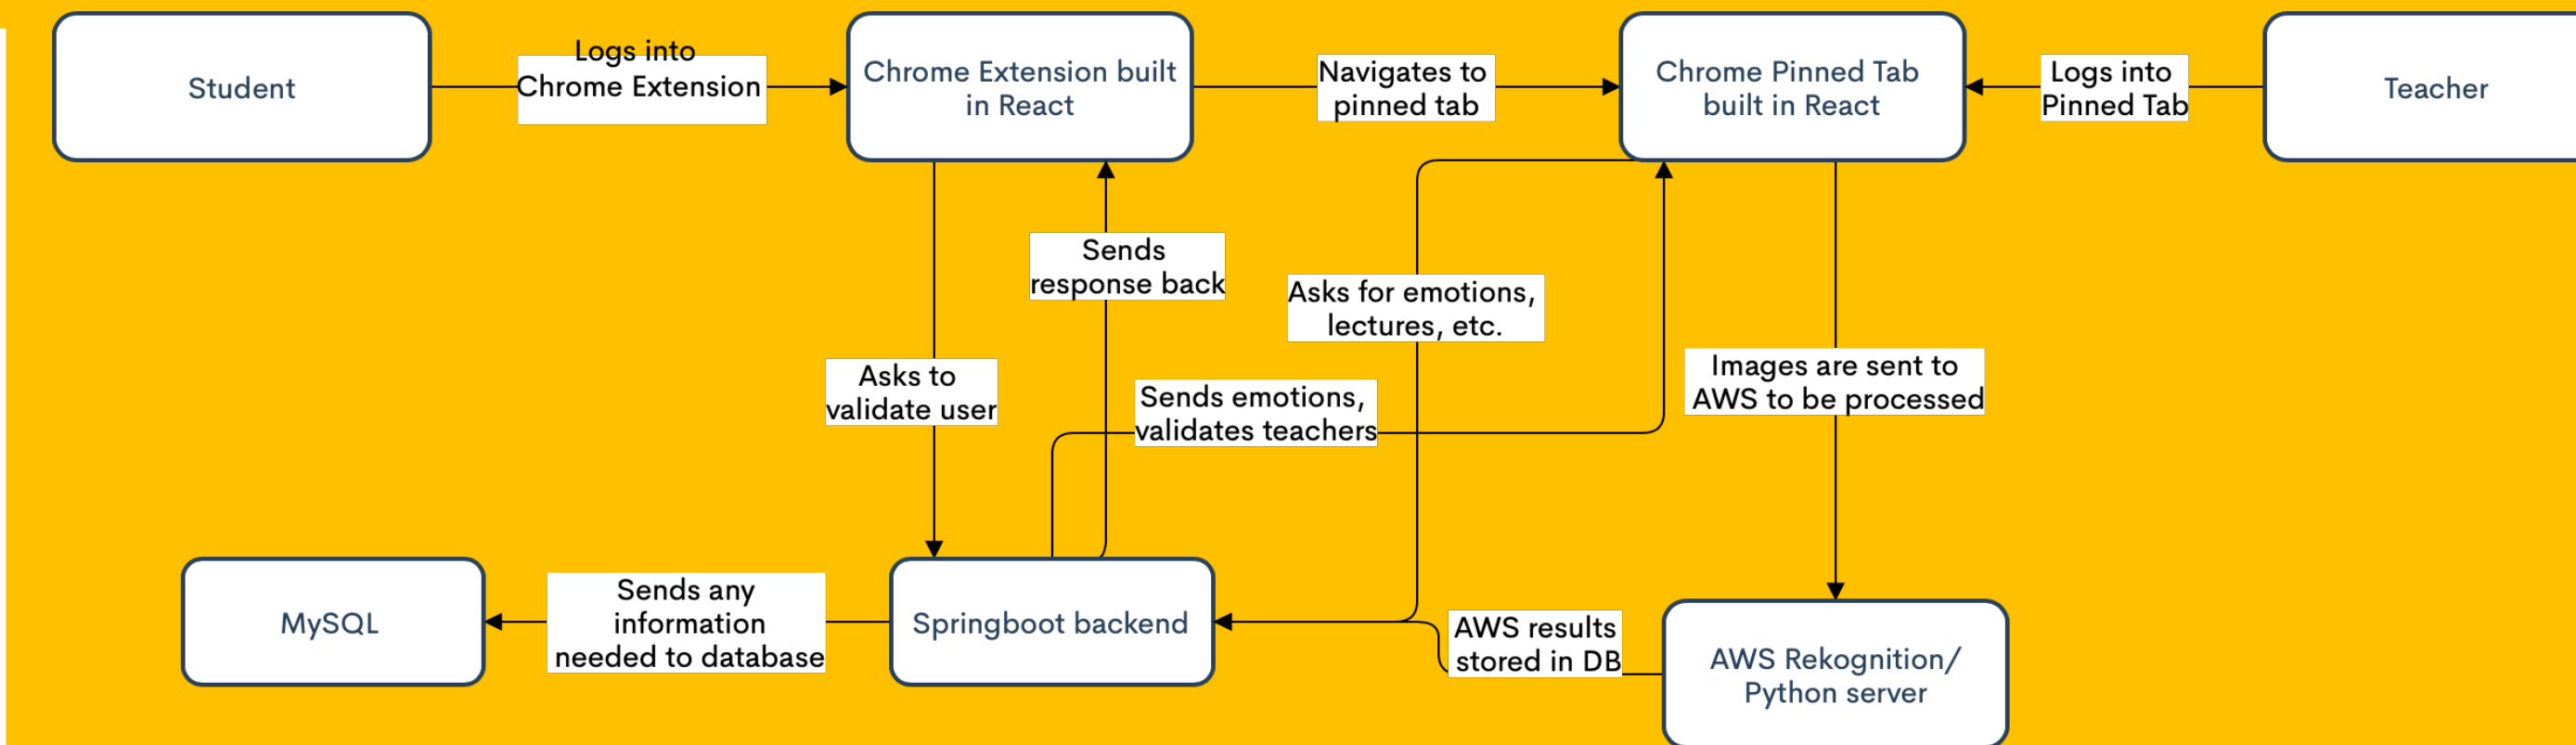 Student
Logs into
Chrome Extension
Chrome Extension built
in React
Navigates to
pinned tab
Chrome Pinned Tab
built in React
Logs into
Pinned Tab
Teacher
Sends
response back
Asks for emotions,
lectures, etc.
Asks to
validate user
Sends emotions,
validates teachers
Images are sent to
AWS to be processed
MySQL
Sends any
information
needed to database
Springboot backend
AWS results
stored in DB
AWS Rekognition/
Python server